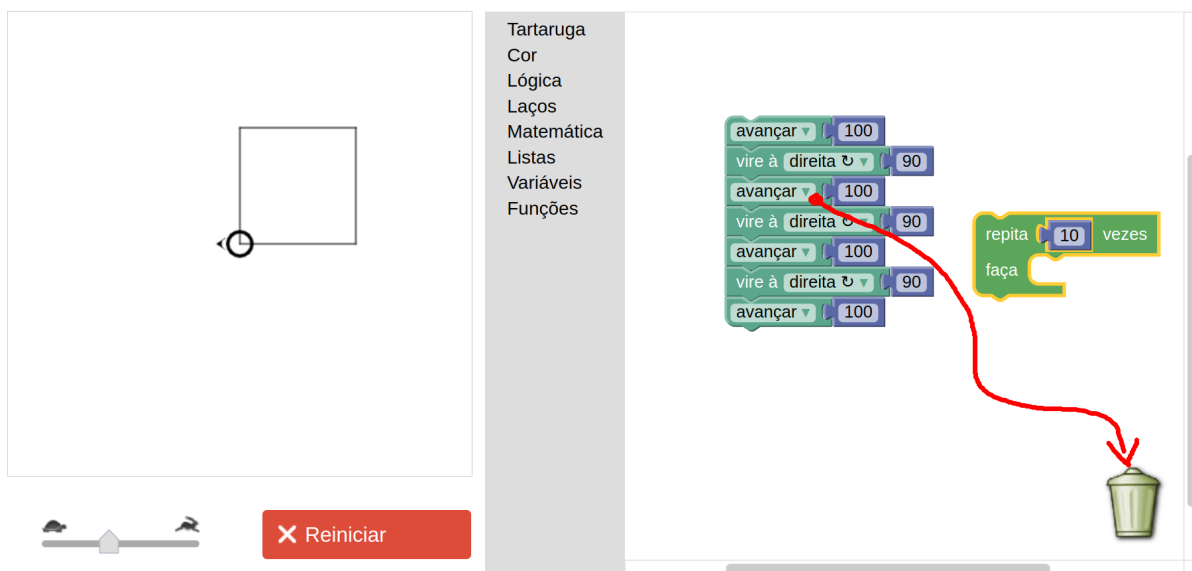 Tartaruga
Cor
Lógica
Laços
Matemática
Listas
Variáveis
Funções
avançar 100
vire à direita ↻ 90
avançar 100
vire à direita ↻ 90
avançar 100
vire à direita ↻ 90
avançar 100
repita 10 vezes
faça
Reiniciar